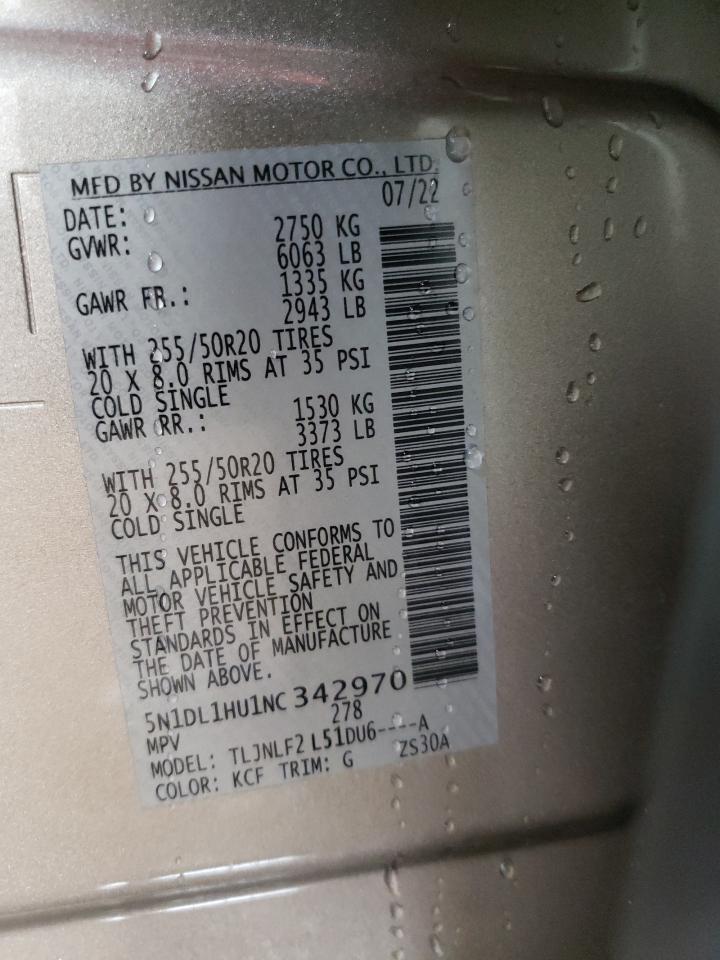 MFD BY NISSAN MOTOR CO., LTD.
DATE: 07/22
GVWR: 2750 KG
6063 LB
GAWR FR.: 1335 KG
2943 LB
WITH 255/50R20 TIRES
20 X 8.0 RIMS AT 35 PSI
COLD SINGLE
GAWR RR.: 1530 KG
3373 LB
WITH 255/50R20 TIRES
20 X 8.0 RIMS AT 35 PSI
COLD SINGLE
THIS VEHICLE CONFORMS TO
ALL APPLICABLE FEDERAL
MOTOR VEHICLE SAFETY AND
THEFT PREVENTION
STANDARDS IN EFFECT ON
THE DATE OF MANUFACTURE
SHOWN ABOVE.
5N1DL1HU1NC 342970
MPV 278
MODEL: TLJNLF2 L51DU6----A
COLOR: KCF TRIM: G ZS30A